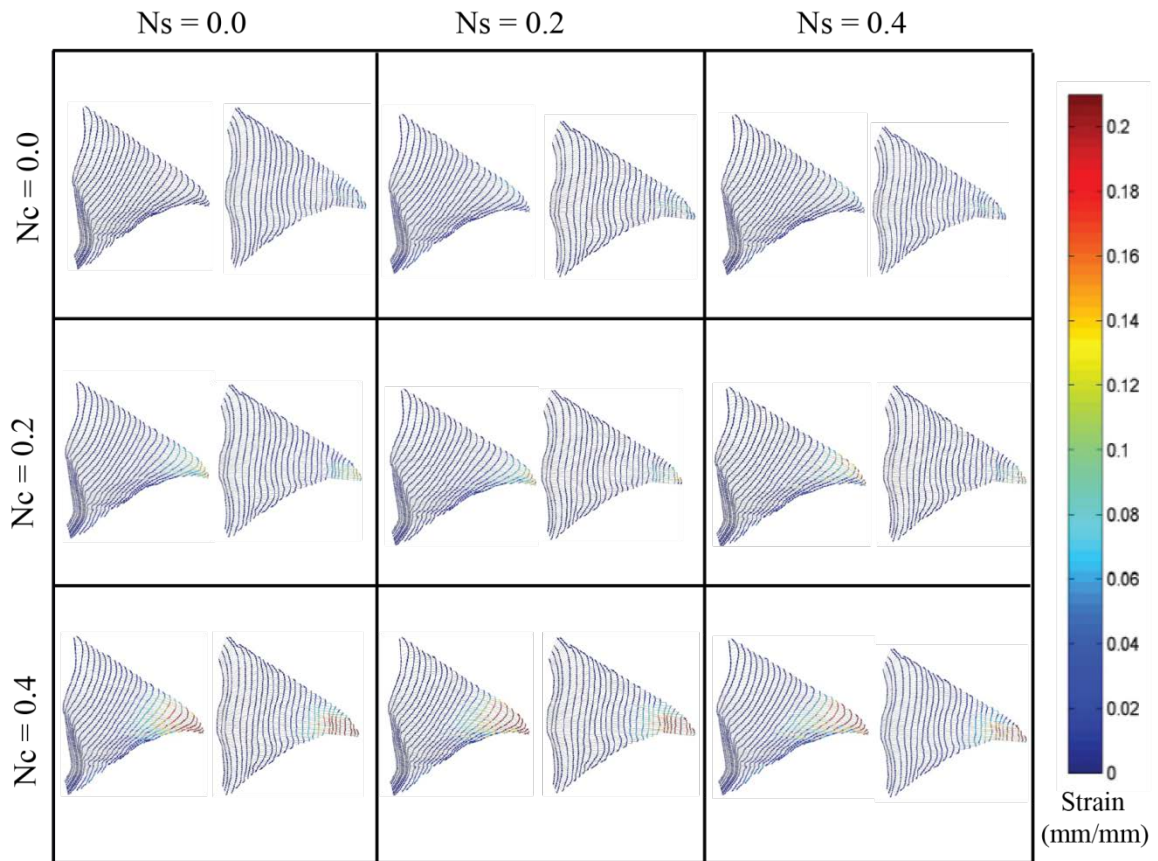 Ns = 0.0
Ns = 0.2
Ns = 0.4
Nc = 0.0
Nc = 0.2
Nc = 0.4
0.2
0.18
0.16
0.14
0.12
0.1
0.08
0.06
0.04
0.02
0
Strain
(mm/mm)